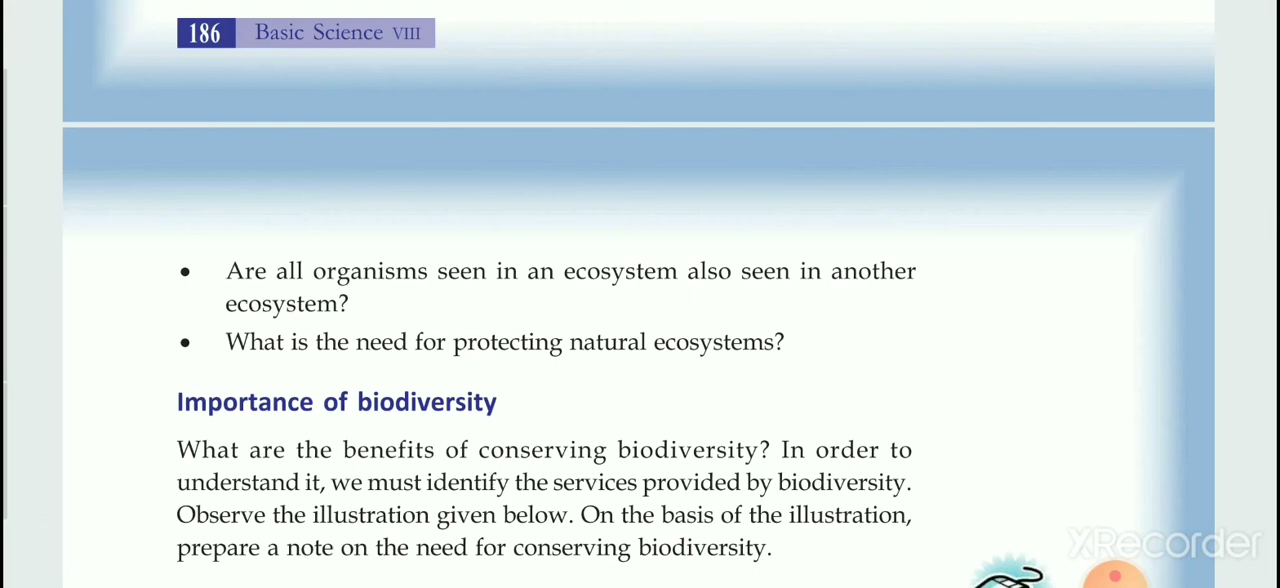 186 Basic Science VIII
• Are all organisms seen in an ecosystem also seen in another
ecosystem?
• What is the need for protecting natural ecosystems?
Importance of biodiversity
What are the benefits of conserving biodiversity? In order to
understand it, we must identify the services provided by biodiversity.
Observe the illustration given below. On the basis of the illustration,
prepare a note on the need for conserving biodiversity.
XRecorder